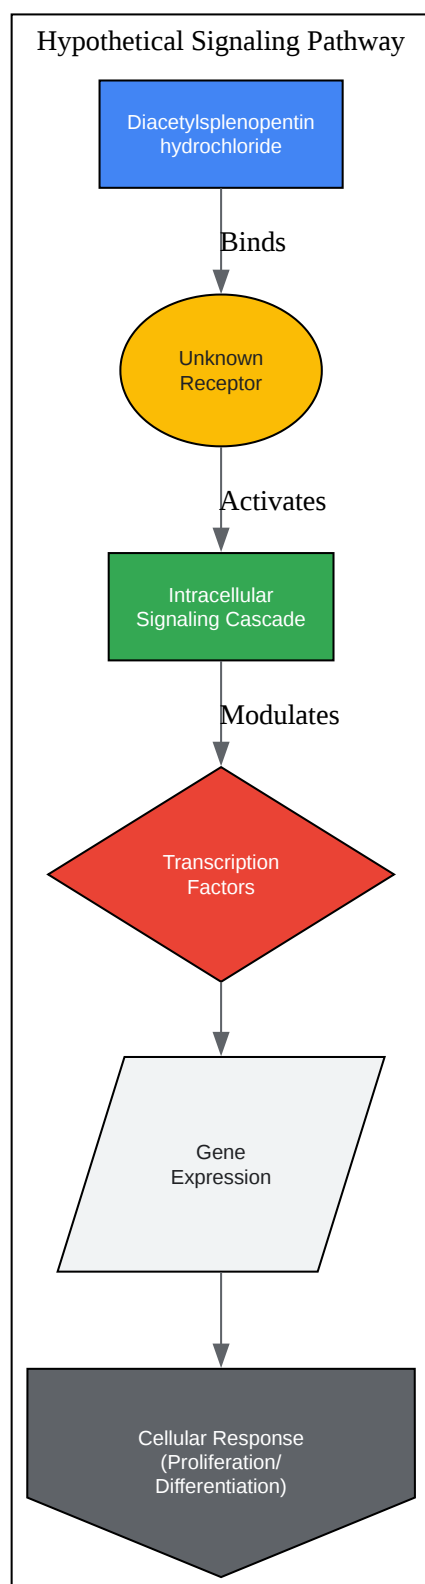 Hypothetical Signaling Pathway
Diacetylsplenopentin
hydrochloride
Binds
Unknown
Receptor
Activates
Intracellular
Signaling Cascade
Modulates
Transcription
Factors
Gene
Expression
Cellular Response
(Proliferation/
Differentiation)